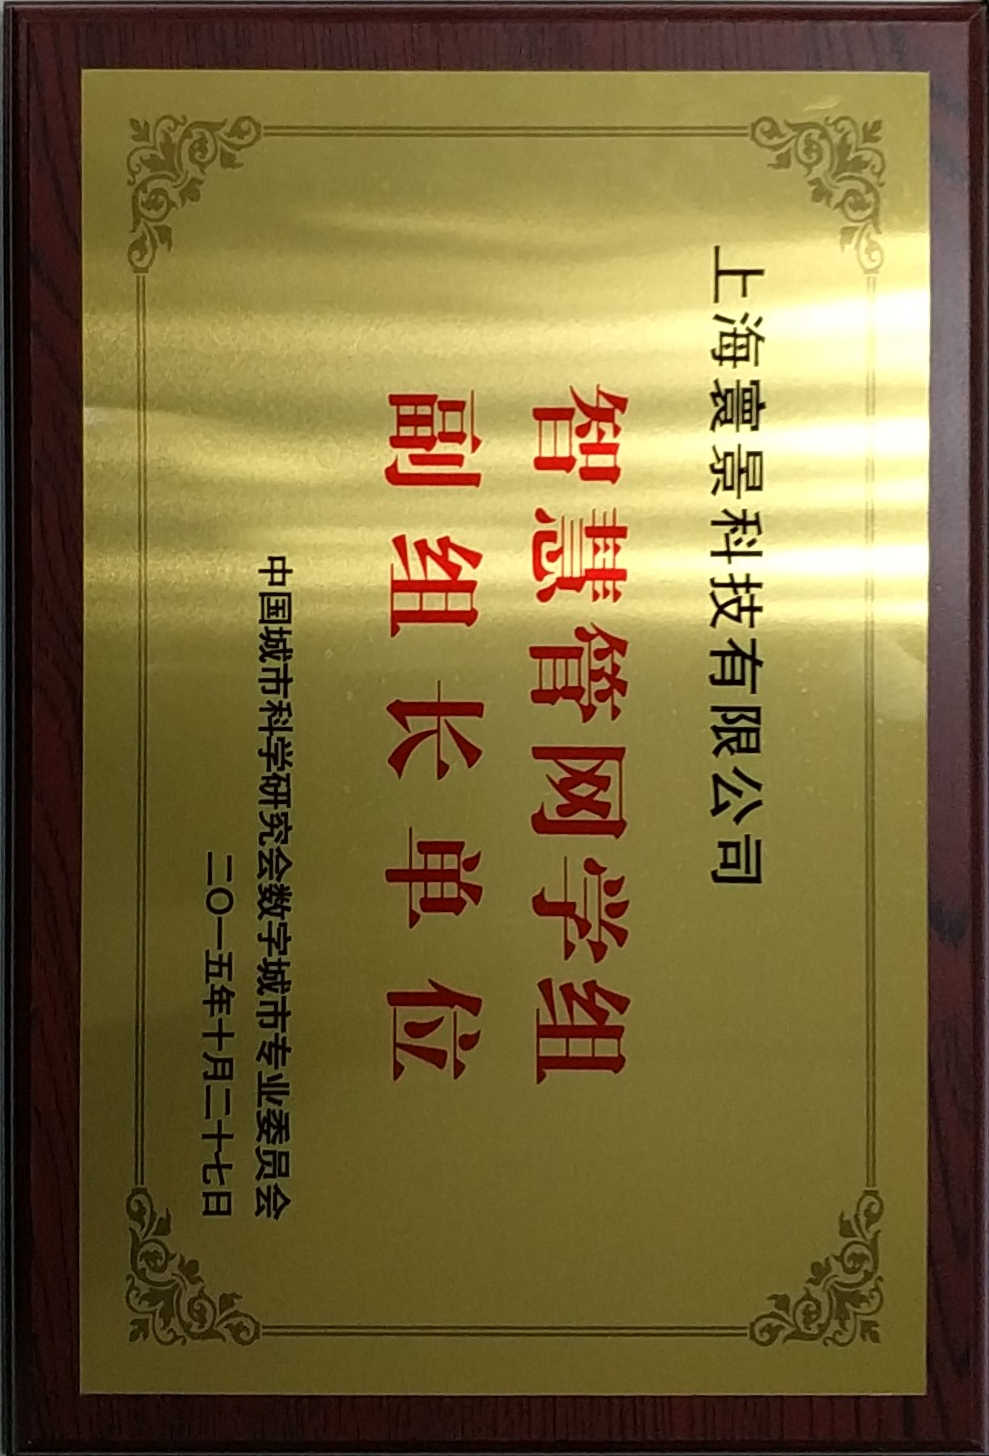 上海寰景科技有限公司
智慧管网学组
副组长单位
中国城市科学研究会数字城市专业委员会
二〇一五年十月二十七日